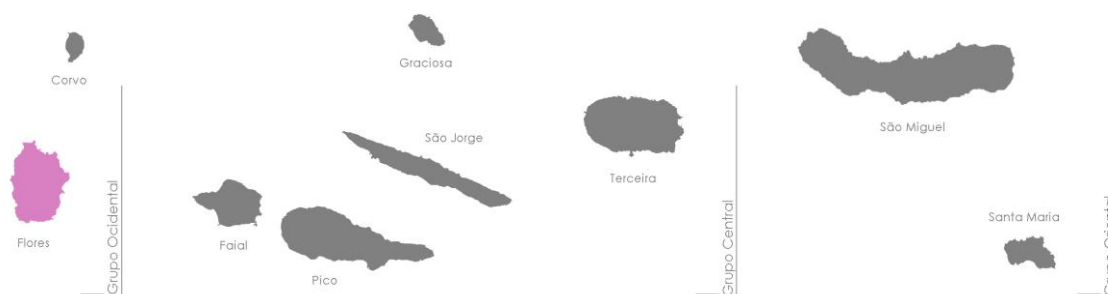 Corvo
Flores
Grupo Ocidental
Graciosa
São Jorge
Faial
Pico
Terceira
Grupo Central
São Miguel
Santa Maria